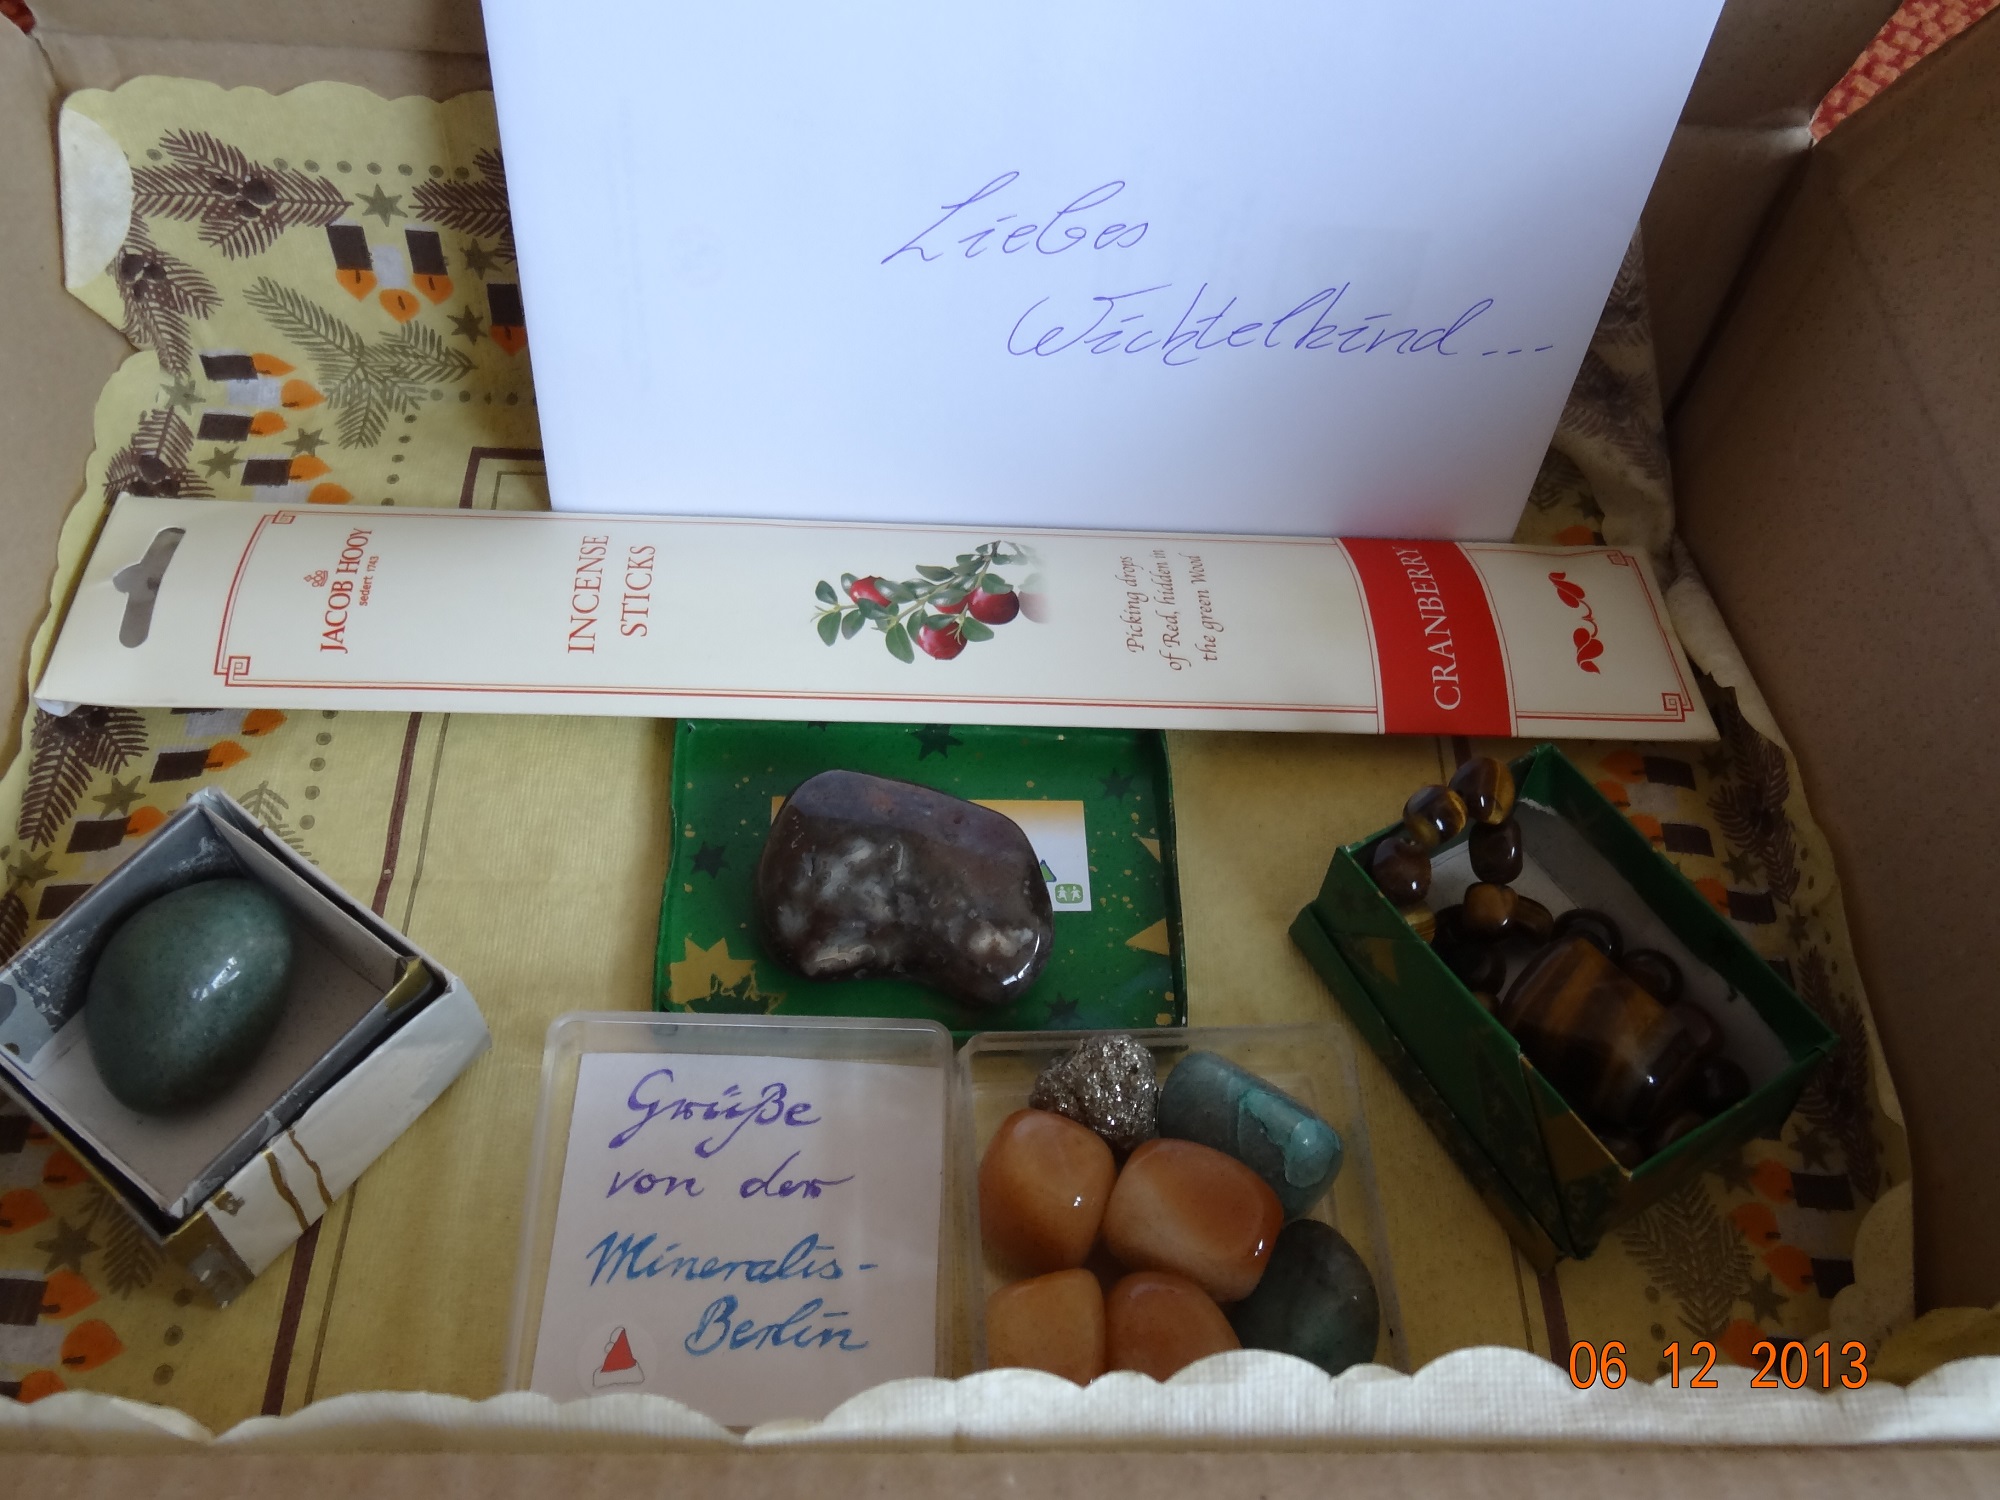 Liebes
Wichtelkind...
JACOB HOOY
sedert 1743
INCENSE
STICKS
Picking drops
of Red, hidden in
the green Wood
CRANBERRY
Grüße
von der
Mineralis-
Berlin
06 12 2013